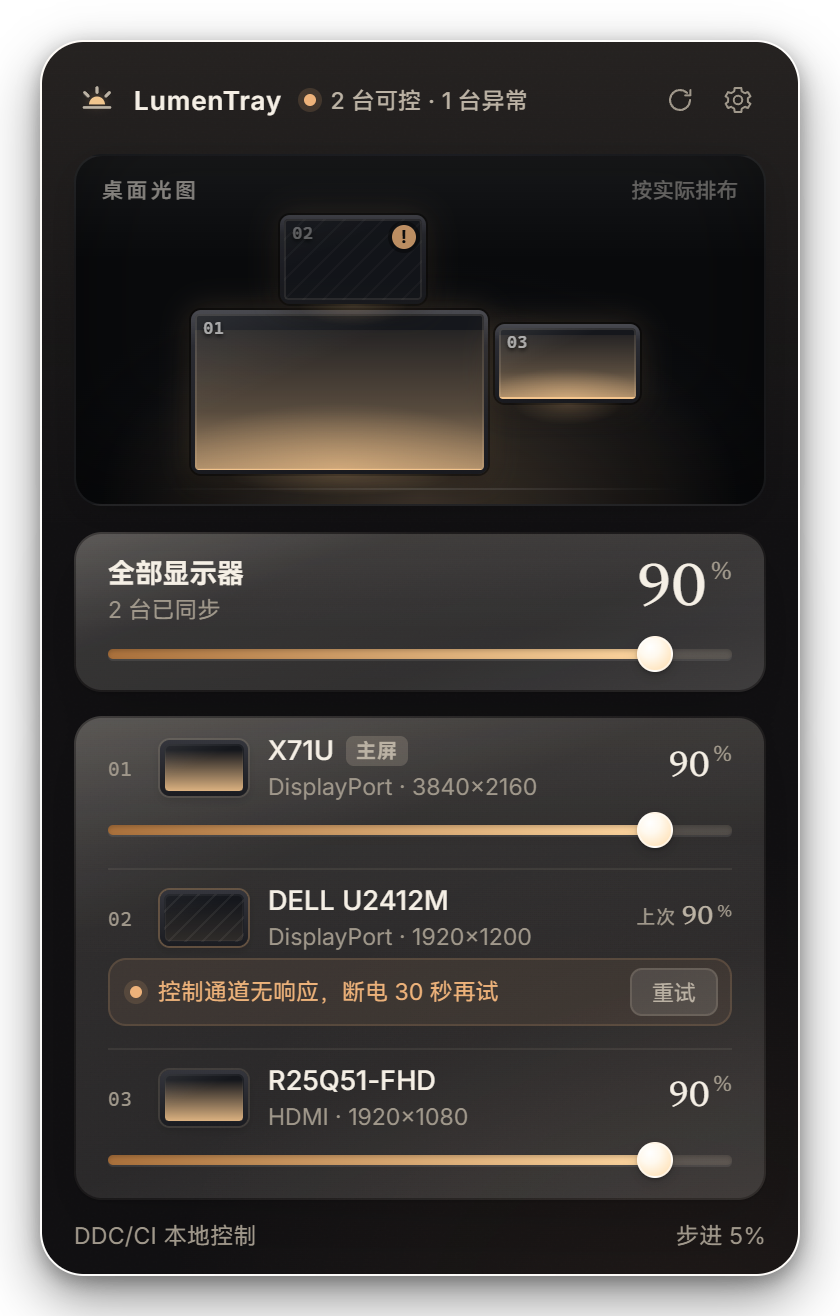 LumenTray 2 台可控 · 1 台异常
桌面光图 按实际排布
02 !
01
03
全部显示器 90%
2 台已同步
01 X71U 主屏 90%
DisplayPort · 3840×2160
02 DELL U2412M 上次 90%
DisplayPort · 1920×1200
控制通道无响应，断电 30 秒再试 重试
03 R25Q51-FHD 90%
HDMI · 1920×1080
DDC/CI 本地控制 步进 5%